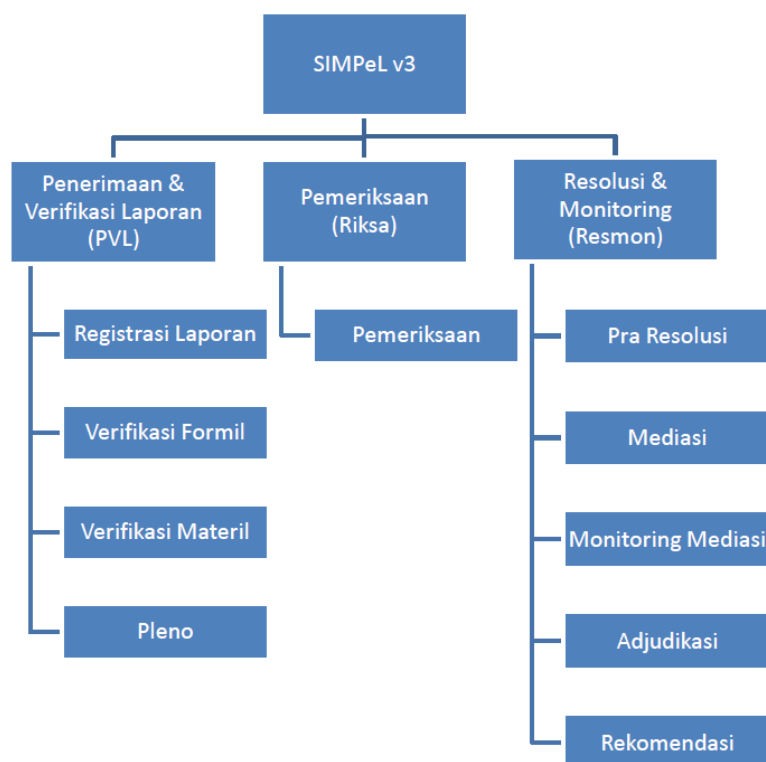 SIMPeL v3
Penerimaan &
Verifikasi Laporan
(PVL)
Registrasi Laporan
Verifikasi Formil
Verifikasi Materil
Pleno
Pemeriksaan
(Riksa)
Pemeriksaan
Resolusi &
Monitoring
(Resmon)
Pra Resolusi
Mediasi
Monitoring Mediasi
Adjudikasi
Rekomendasi